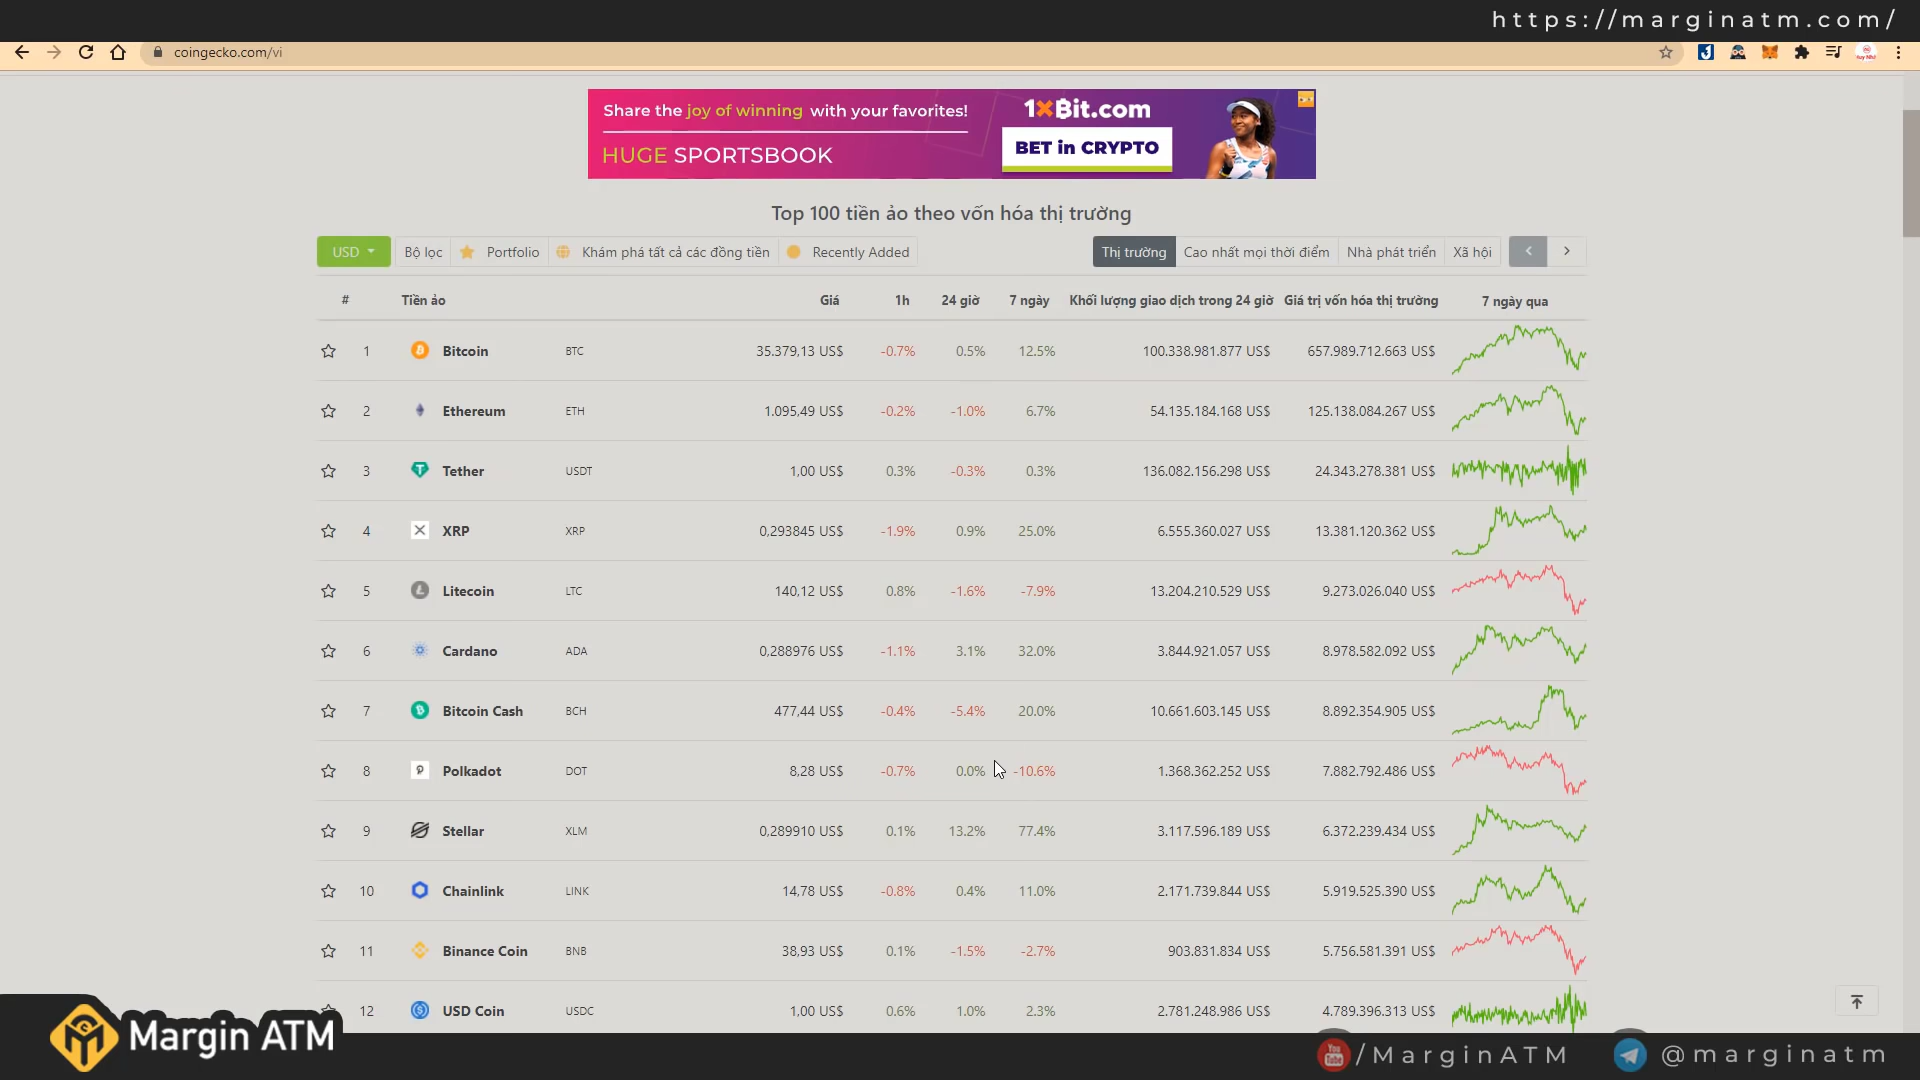 https://marginatm.com/
coingecko.com/vi
Share the joy of winning with your favorites!
HUGE SPORTSBOOK
1XBit.com
BET in CRYPTO
Top 100 tiền ảo theo vốn hóa thị trường
USD Bộ lọc Portfolio Khám phá tất cả các đồng tiền Recently Added Thị trường Cao nhất mọi thời điểm Nhà phát triển Xã hội
# Tiền ảo Giá 1h 24 giờ 7 ngày Khối lượng giao dịch trong 24 giờ Giá trị vốn hóa thị trường 7 ngày qua
1 Bitcoin BTC 35.379,13 US$ -0.7% 0.5% 12.5% 100.338.981.877 US$ 657.989.712.663 US$
2 Ethereum ETH 1.095,49 US$ -0.2% -1.0% 6.7% 54.135.184.168 US$ 125.138.084.267 US$
3 Tether USDT 1,00 US$ 0.3% -0.3% 0.3% 136.082.156.298 US$ 24.343.278.381 US$
4 XRP XRP 0,293845 US$ -1.9% 0.9% 25.0% 6.555.360.027 US$ 13.381.120.362 US$
5 Litecoin LTC 140,12 US$ 0.8% -1.6% -7.9% 13.204.210.529 US$ 9.273.026.040 US$
6 Cardano ADA 0,288976 US$ -1.1% 3.1% 32.0% 3.844.921.057 US$ 8.978.582.092 US$
7 Bitcoin Cash BCH 477,44 US$ -0.4% -5.4% 20.0% 10.661.603.145 US$ 8.892.354.905 US$
8 Polkadot DOT 8,28 US$ -0.7% 0.0% -10.6% 1.368.362.252 US$ 7.882.792.486 US$
9 Stellar XLM 0,289910 US$ 0.1% 13.2% 77.4% 3.117.596.189 US$ 6.372.239.434 US$
10 Chainlink LINK 14,78 US$ -0.8% 0.4% 11.0% 2.171.739.844 US$ 5.919.525.390 US$
11 Binance Coin BNB 38,93 US$ 0.1% -1.5% -2.7% 903.831.834 US$ 5.756.581.391 US$
12 USD Coin USDC 1,00 US$ 0.6% 1.0% 2.3% 2.781.248.986 US$ 4.789.396.313 US$
Margin ATM
You Tube /MarginATM @marginatm